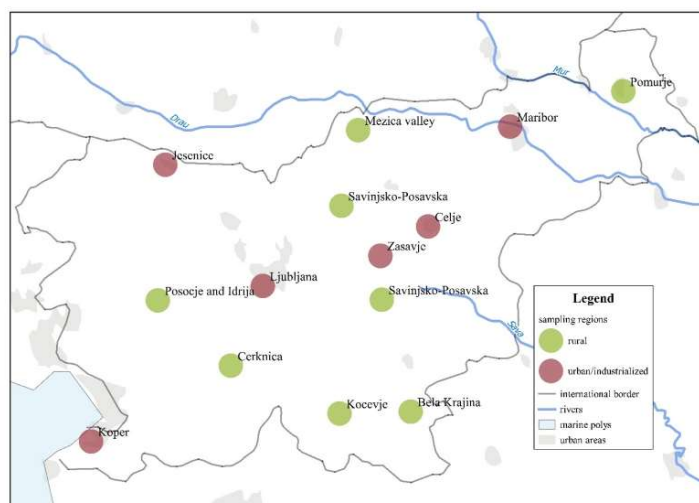 Mur
Pomurje
Drau
Mezica valley
Maribor
Jesenice
Savinjsko-Posavska
Celje
Zasavje
Ljubljana
Posocje and Idrija
Savinjsko-Posavska
Sava
Cerknica
Kocevje
Bela Krajina
Koper
Legend
sampling regions
rural
urban/industrialized
international border
rivers
marine polys
urban areas